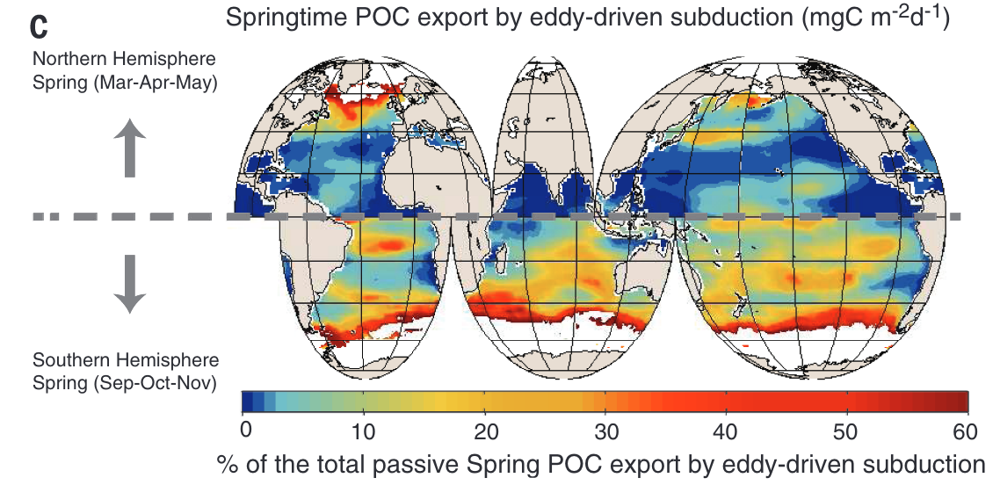 C
Springtime POC export by eddy-driven subduction (mgC m-2d-1)
Northern Hemisphere
Spring (Mar-Apr-May)
Southern Hemisphere
Spring (Sep-Oct-Nov)
0 10 20 30 40 50 60
% of the total passive Spring POC export by eddy-driven subduction